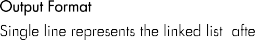 Output Format
Single line represents the linked list afte